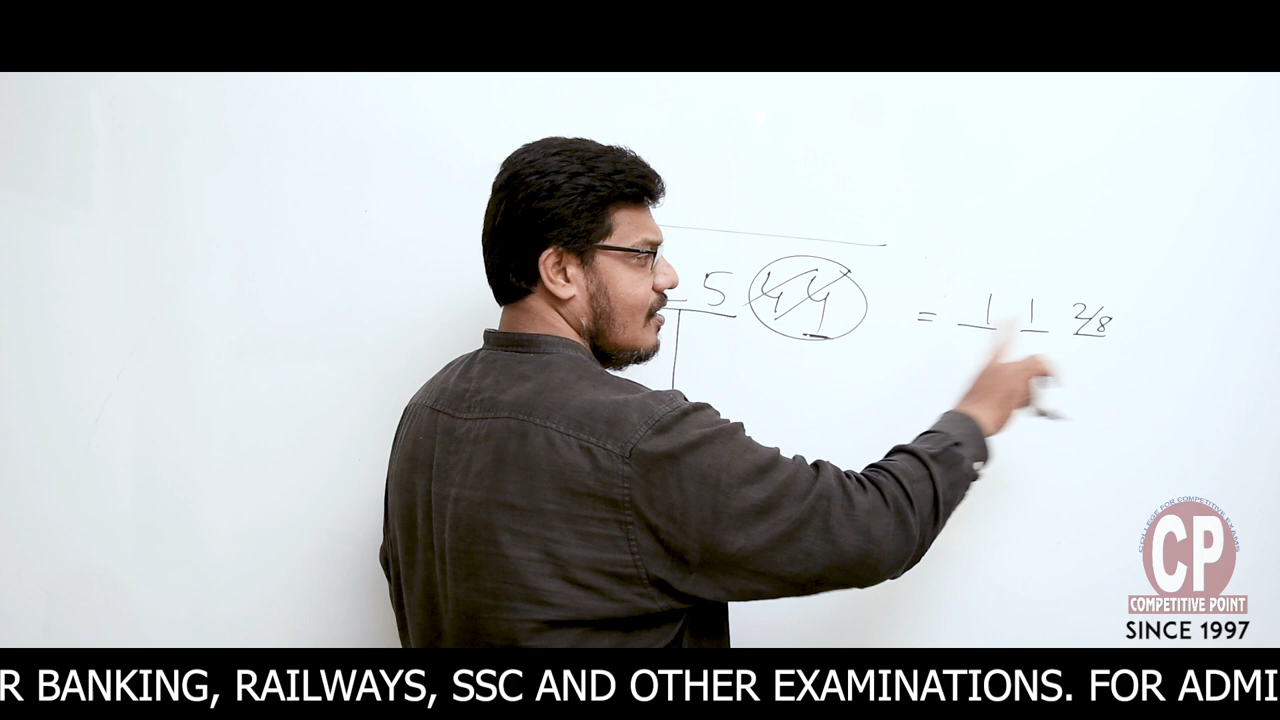 5 44 = 1 1 2/8
COLLEGE FOR COMPETITIVE EXAMS
CP
COMPETITIVE POINT
SINCE 1997
R BANKING, RAILWAYS, SSC AND OTHER EXAMINATIONS. FOR ADMI